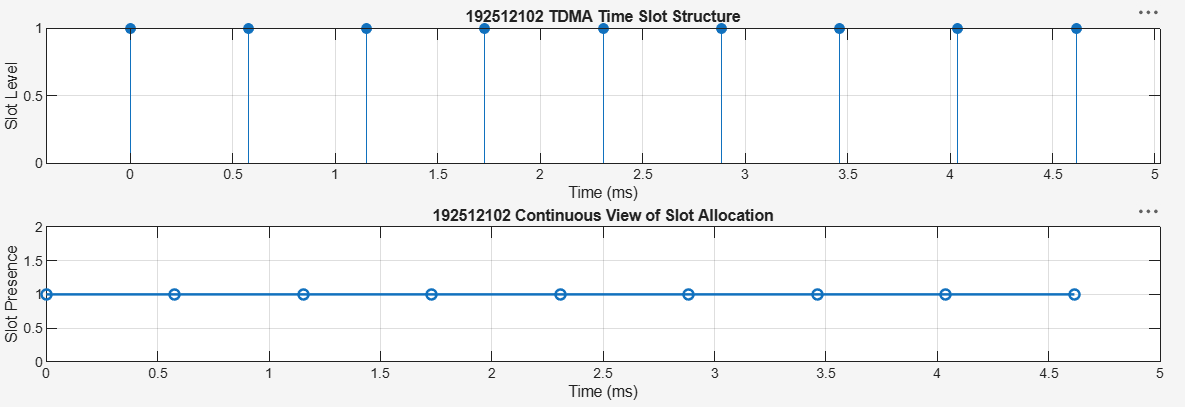 192512102 TDMA Time Slot Structure
1
0.5
0
Slot Level
0 0.5 1 1.5 2 2.5 3 3.5 4 4.5 5
Time (ms)
192512102 Continuous View of Slot Allocation
2
1.5
1
0.5
0
Slot Presence
0 0.5 1 1.5 2 2.5 3 3.5 4 4.5 5
Time (ms)